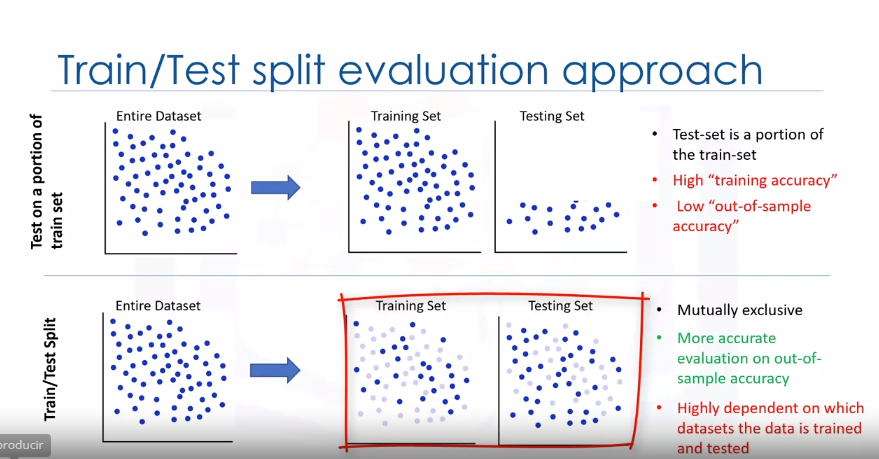 Train/Test split evaluation approach
Test on a portion of
train set
Entire Dataset
Training Set
Testing Set
• Test-set is a portion of
the train-set
• High “training accuracy”
• Low “out-of-sample
accuracy”
Train/Test Split
Entire Dataset
Training Set
Testing Set
• Mutually exclusive
• More accurate
evaluation on out-of-
sample accuracy
• Highly dependent on which
datasets the data is trained
and tested
producir